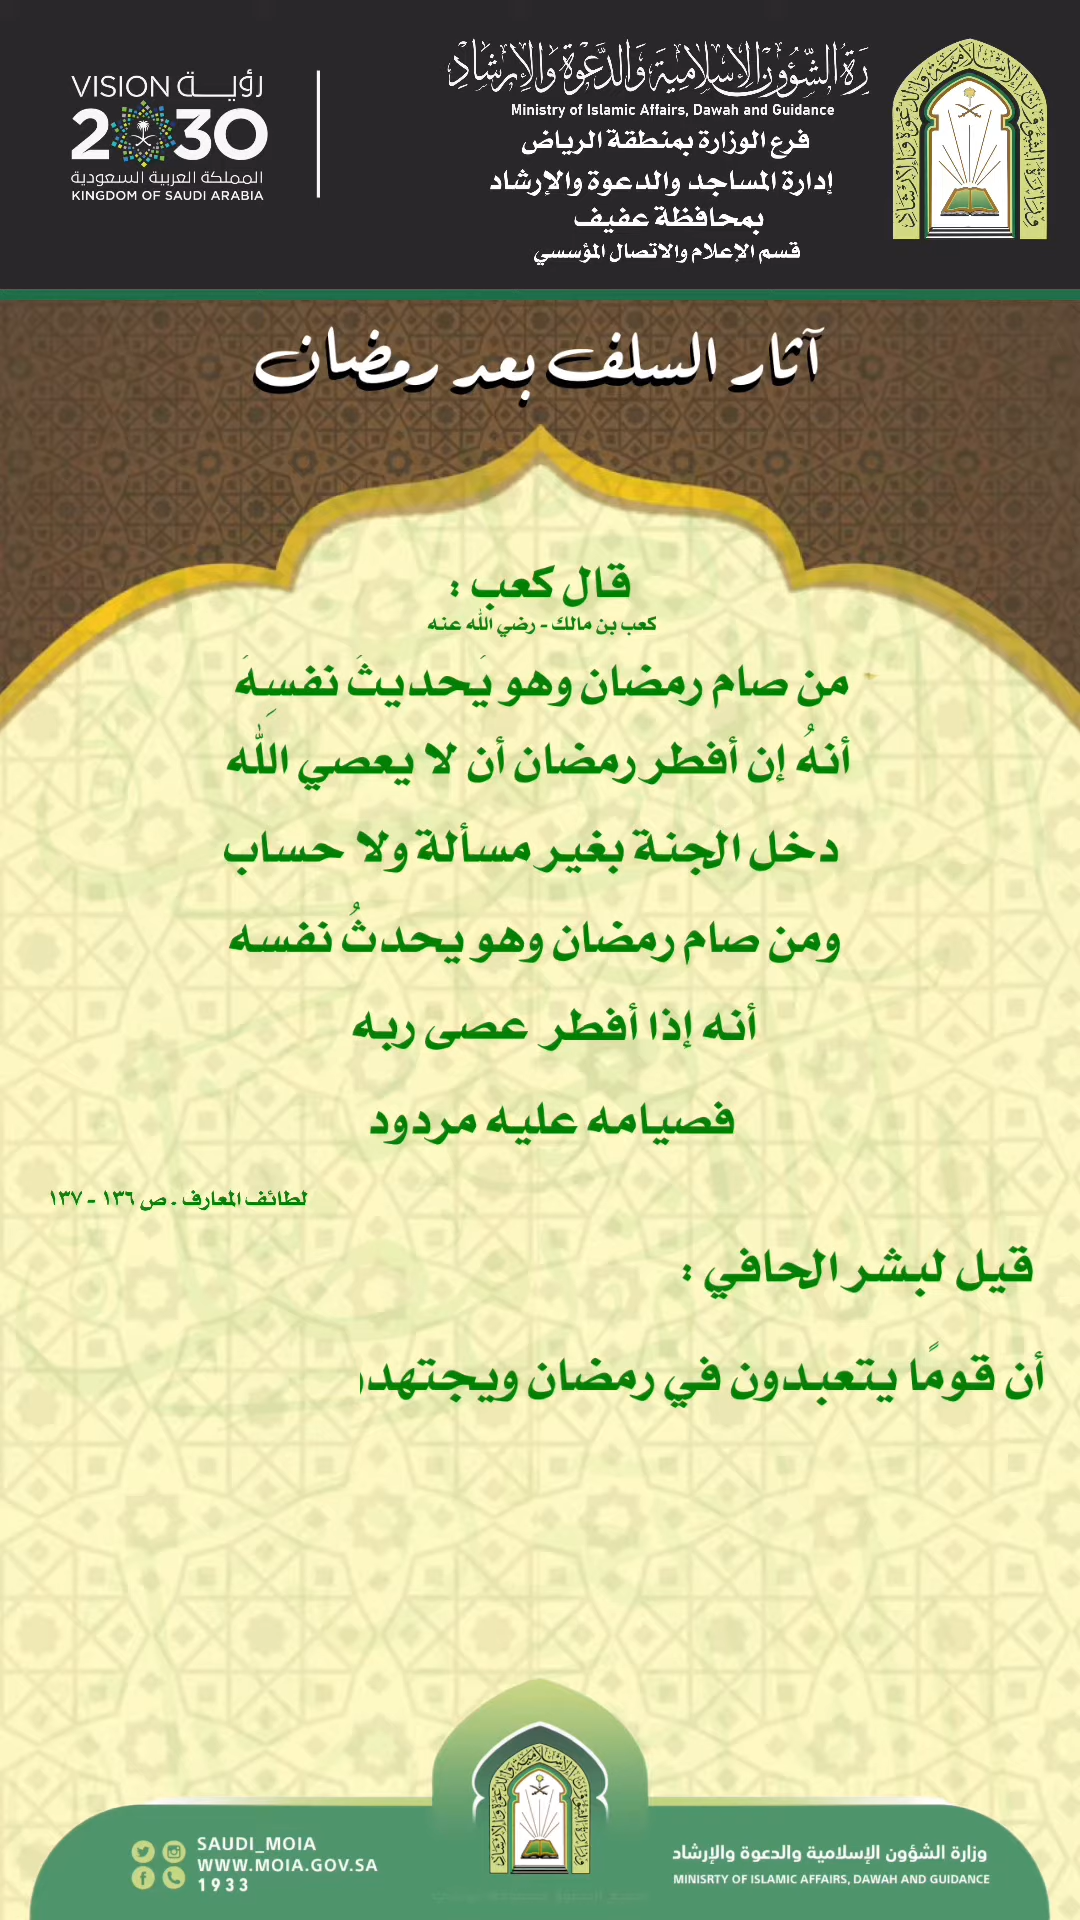 VISION رؤيـــة
2030
المملكة العربية السعودية
KINGDOM OF SAUDI ARABIA
رة الشؤون الإسلامية والدعوة والإرشاد
Ministry of Islamic Affairs, Dawah and Guidance
فرع الوزارة بمنطقة الرياض
إدارة المساجد والدعوة والإرشاد
بمحافظة عفيف
قسم الإعلام والاتصال المؤسسي
آثار السلف بعد رمضان
قال كعب :
كعب بن مالك - رضي الله عنه
من صام رمضان وهو يَحديثَ نفسِهَ
أنهُ إن أفطر رمضان أن لا يعصي الله
دخل الجنة بغير مسألة ولا حساب
ومن صام رمضان وهو يحدثُ نفسه
أنه إذا أفطر عصى ربه
فصيامه عليه مردود
لطائف المعارف . ص ١٣٦ - ١٣٧
قيل لبشر الحافي :
أن قومًا يتعبدون في رمضان ويجتهد
SAUDI_MOIA
WWW.MOIA.GOV.SA
1933
وزارة الشؤون الإسلامية والدعوة والإرشاد
MINISRTY OF ISLAMIC AFFAIRS, DAWAH AND GUIDANCE